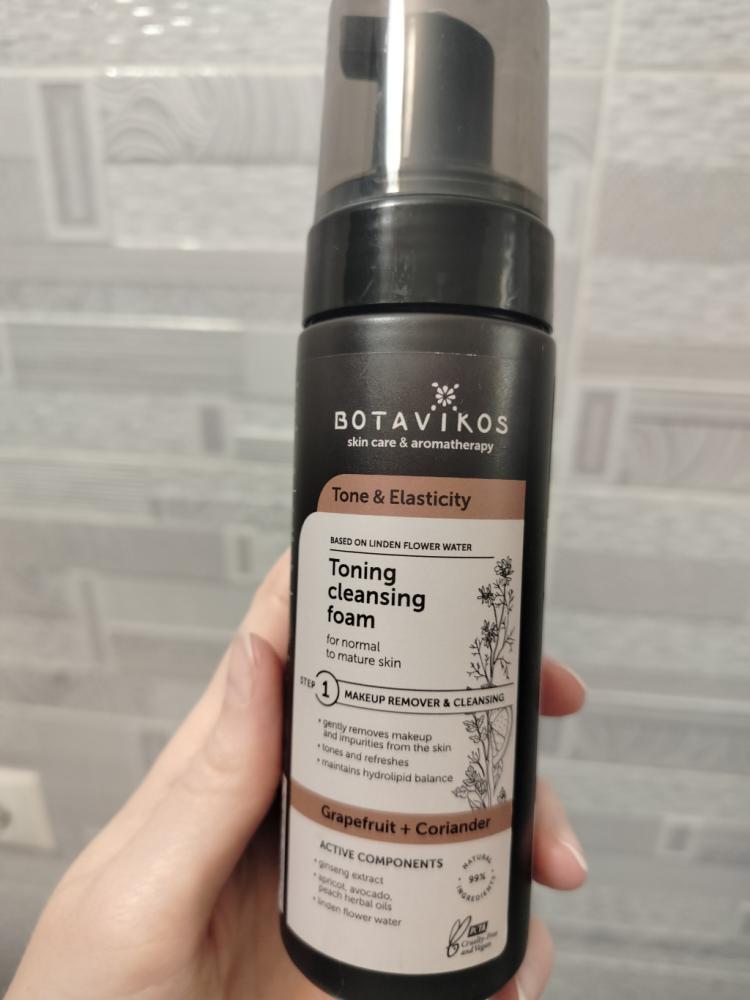 BOTAVIKOS
skin care & aromatherapy
Tone & Elasticity
BASED ON LINDEN FLOWER WATER
Toning
cleansing
foam
for normal
to mature skin
STEP 1 MAKEUP REMOVER & CLEANSING
• gently removes makeup
and impurities from the skin
• tones and refreshes
• maintains hydrolipid balance
Grapefruit + Coriander
ACTIVE COMPONENTS
• ginseng extract
• apricot, avocado,
peach herbal oils
• linden flower water
NATURAL
99%
INGREDIENTS
PETA
Cruelty-Free
and Vegan